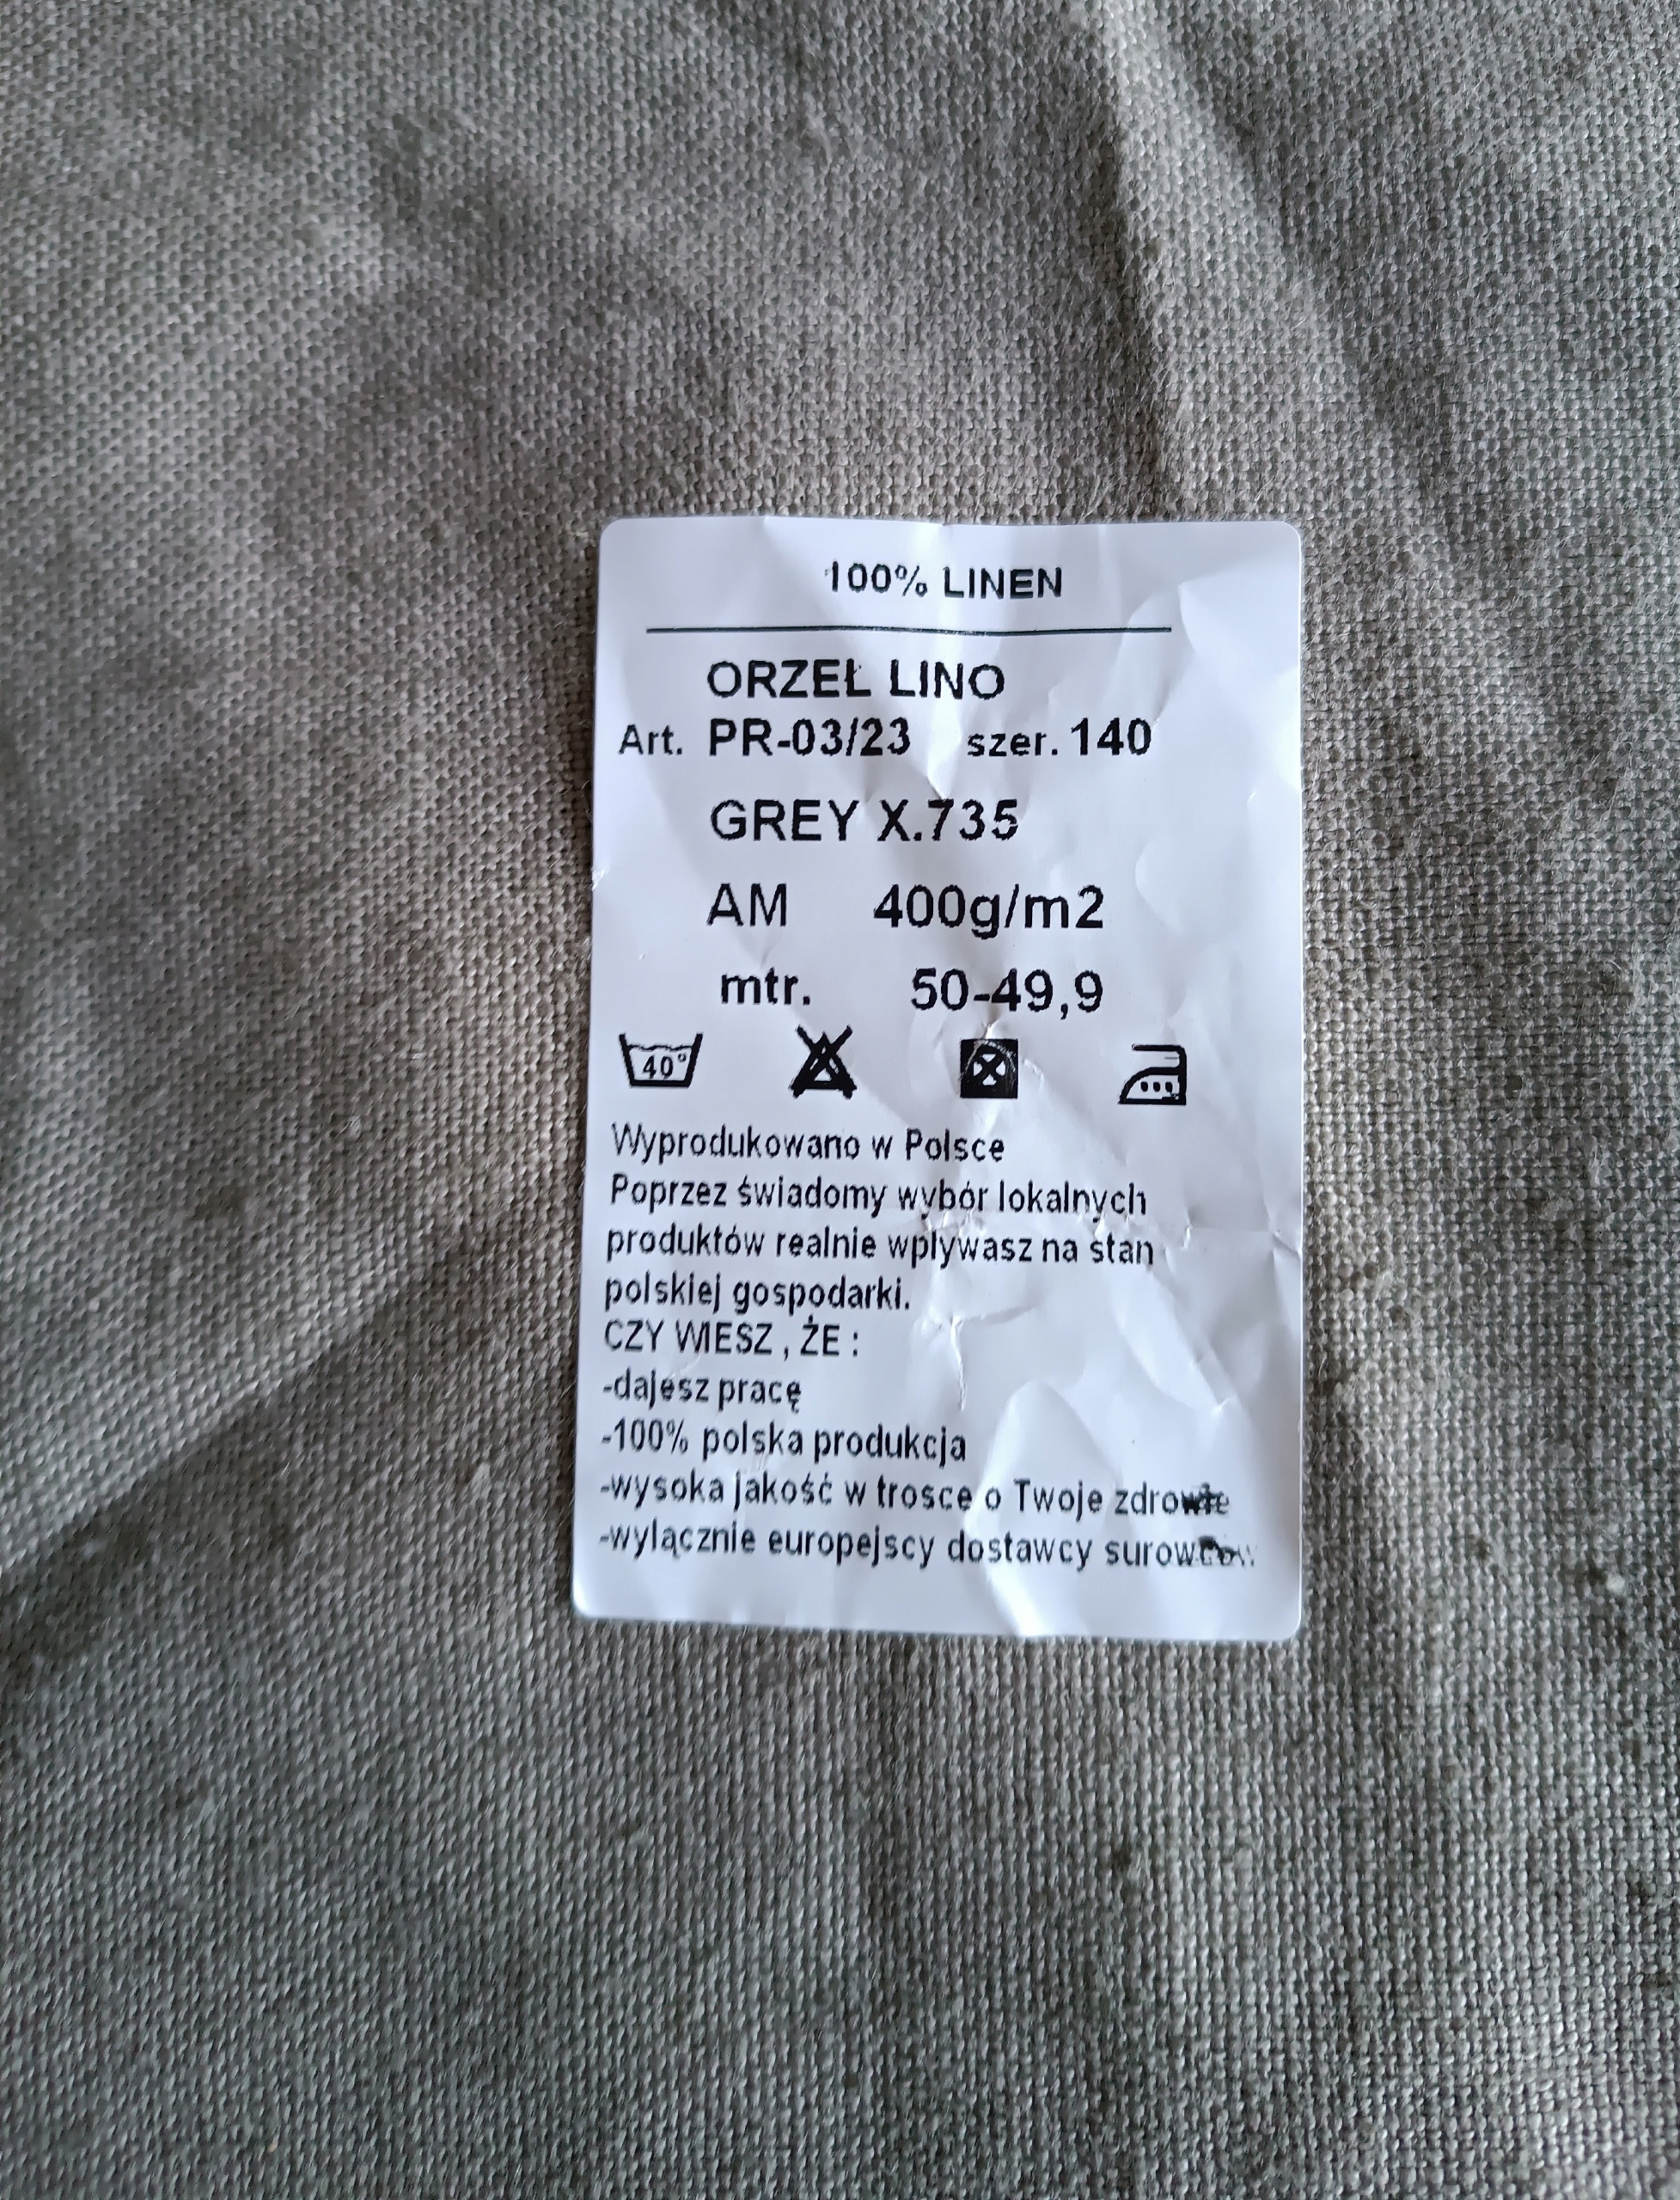 100% LINEN
ORZEŁ LINO
Art. PR-03/23 szer. 140
GREY X.735
AM 400g/m2
mtr. 50-49,9
40°
Wyprodukowano w Polsce
Poprzez świadomy wybór lokalnych
produktów realnie wpływasz na stan
polskiej gospodarki.
CZY WIESZ , ŻE :
-dajesz pracę
-100% polska produkcja
-wysoka jakość w trosce o Twoje zdrowie
-wyłącznie europejscy dostawcy surowców